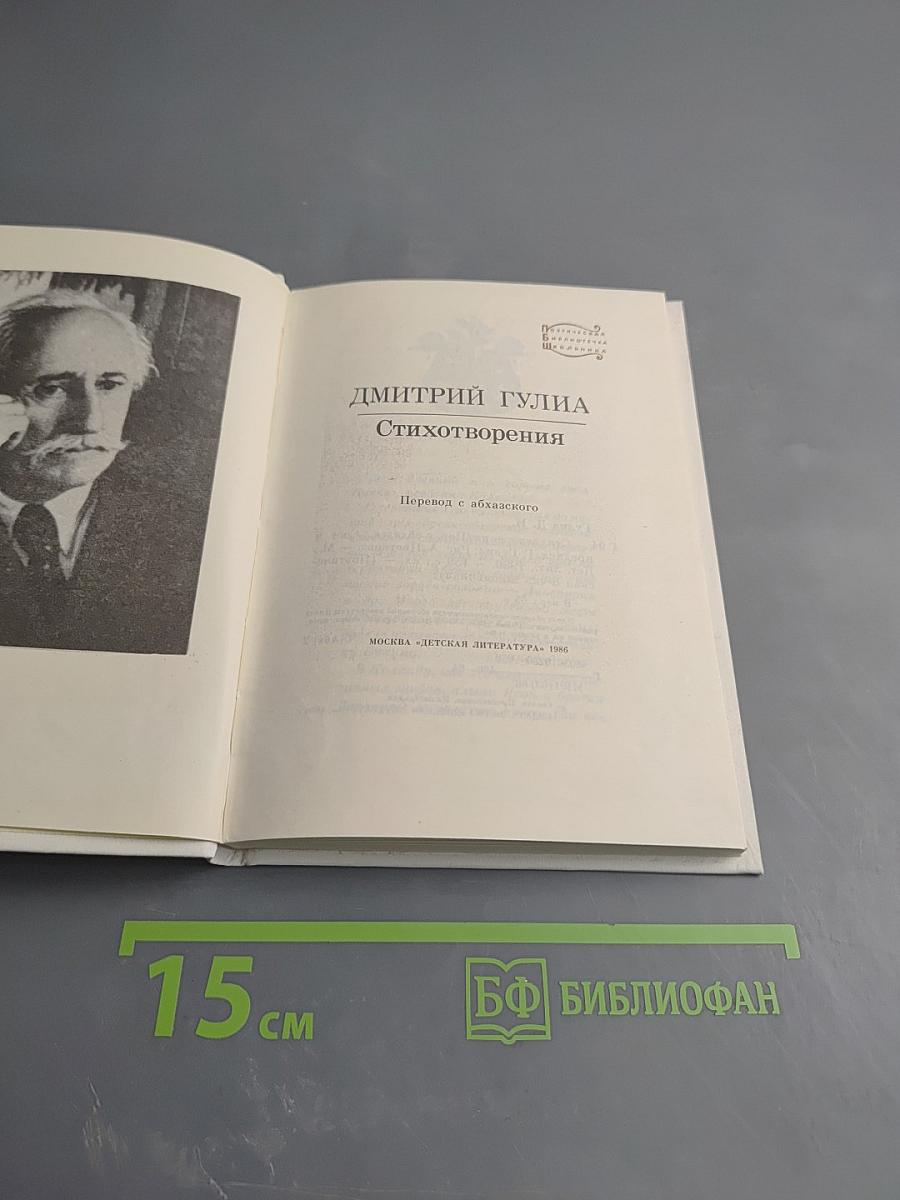 Поэтическая
Библиотечка
Школьника
ДМИТРИЙ ГУЛИА
Стихотворения
Перевод с абхазского
МОСКВА «ДЕТСКАЯ ЛИТЕРАТУРА» 1986
15 см
БФ БИБЛИОФАН